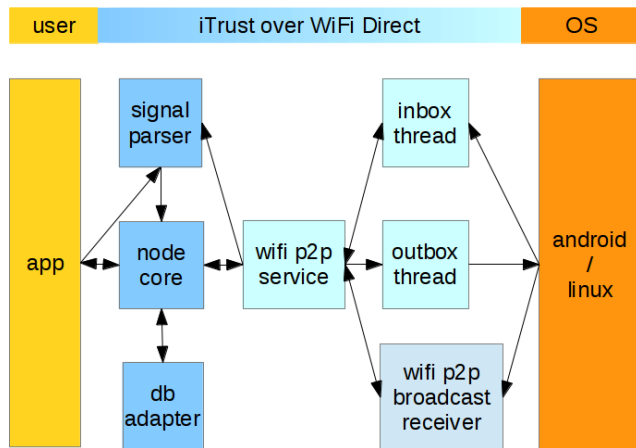 user
iTrust over WiFi Direct
OS
signal
parser
inbox
thread
app
node
core
wifi p2p
service
outbox
thread
android
/
linux
db
adapter
wifi p2p
broadcast
receiver